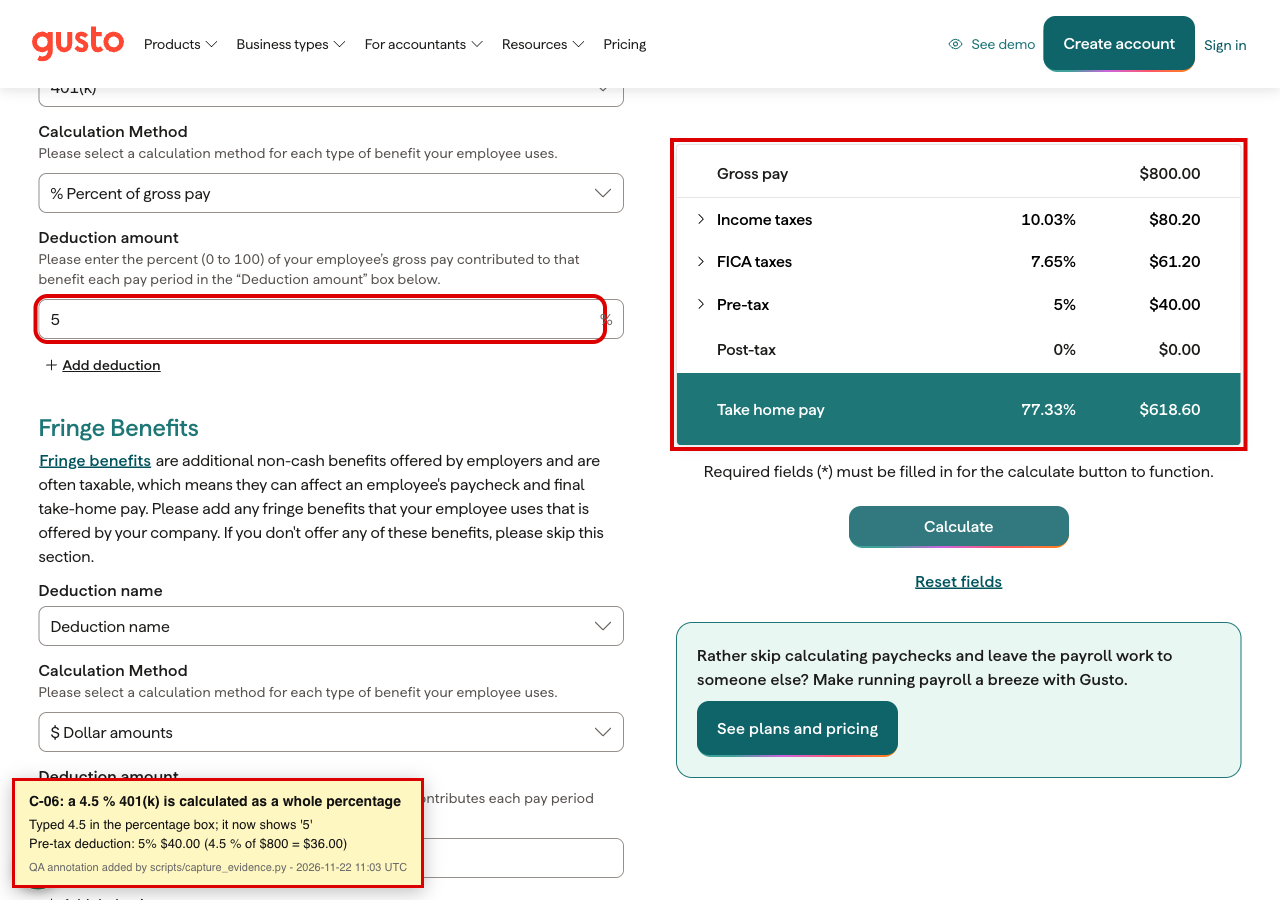 gusto
Products
Business types
For accountants
Resources
Pricing
See demo
Create account
Sign in
401(k)
Calculation Method
Please select a calculation method for each type of benefit your employee uses.
% Percent of gross pay
Deduction amount
Please enter the percent (0 to 100) of your employee's gross pay contributed to that
benefit each pay period in the “Deduction amount” box below.
5
%
+ Add deduction
Fringe Benefits
Fringe benefits are additional non-cash benefits offered by employers and are
often taxable, which means they can affect an employee's paycheck and final
take-home pay. Please add any fringe benefits that your employee uses that is
offered by your company. If you don't offer any of these benefits, please skip this
section.
Deduction name
Deduction name
Calculation Method
Please select a calculation method for each type of benefit your employee uses.
$ Dollar amounts
Deduction amount
contributes each pay period
C-06: a 4.5 % 401(k) is calculated as a whole percentage
Typed 4.5 in the percentage box; it now shows '5'
Pre-tax deduction: 5% $40.00 (4.5 % of $800 = $36.00)
QA annotation added by scripts/capture_evidence.py - 2026-11-22 11:03 UTC
Gross pay $800.00
Income taxes 10.03% $80.20
FICA taxes 7.65% $61.20
Pre-tax 5% $40.00
Post-tax 0% $0.00
Take home pay 77.33% $618.60
Required fields (*) must be filled in for the calculate button to function.
Calculate
Reset fields
Rather skip calculating paychecks and leave the payroll work to
someone else? Make running payroll a breeze with Gusto.
See plans and pricing